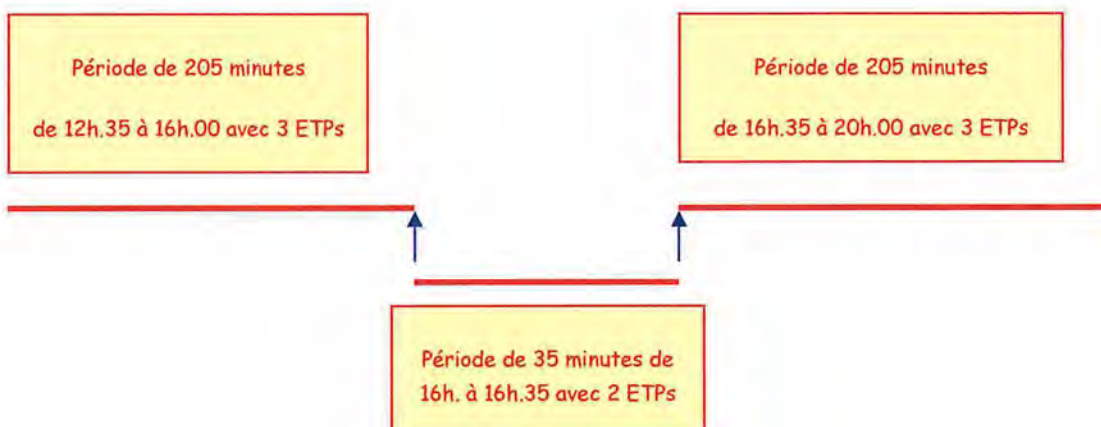 Période de 205 minutes
de 12h.35 à 16h.00 avec 3 ETPs
Période de 205 minutes
de 16h.35 à 20h.00 avec 3 ETPs
Période de 35 minutes de
16h. à 16h.35 avec 2 ETPs